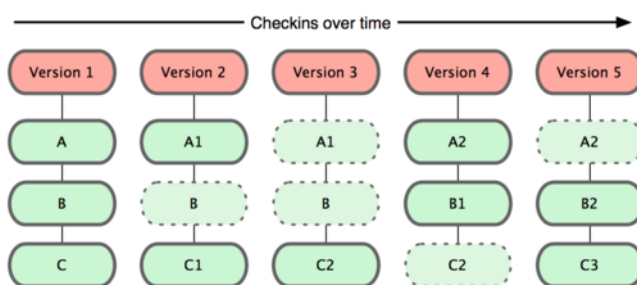 Checkins over time
Version 1 Version 2 Version 3 Version 4 Version 5
A A1 A1 A2 A2
B B B B1 B2
C C1 C2 C2 C3